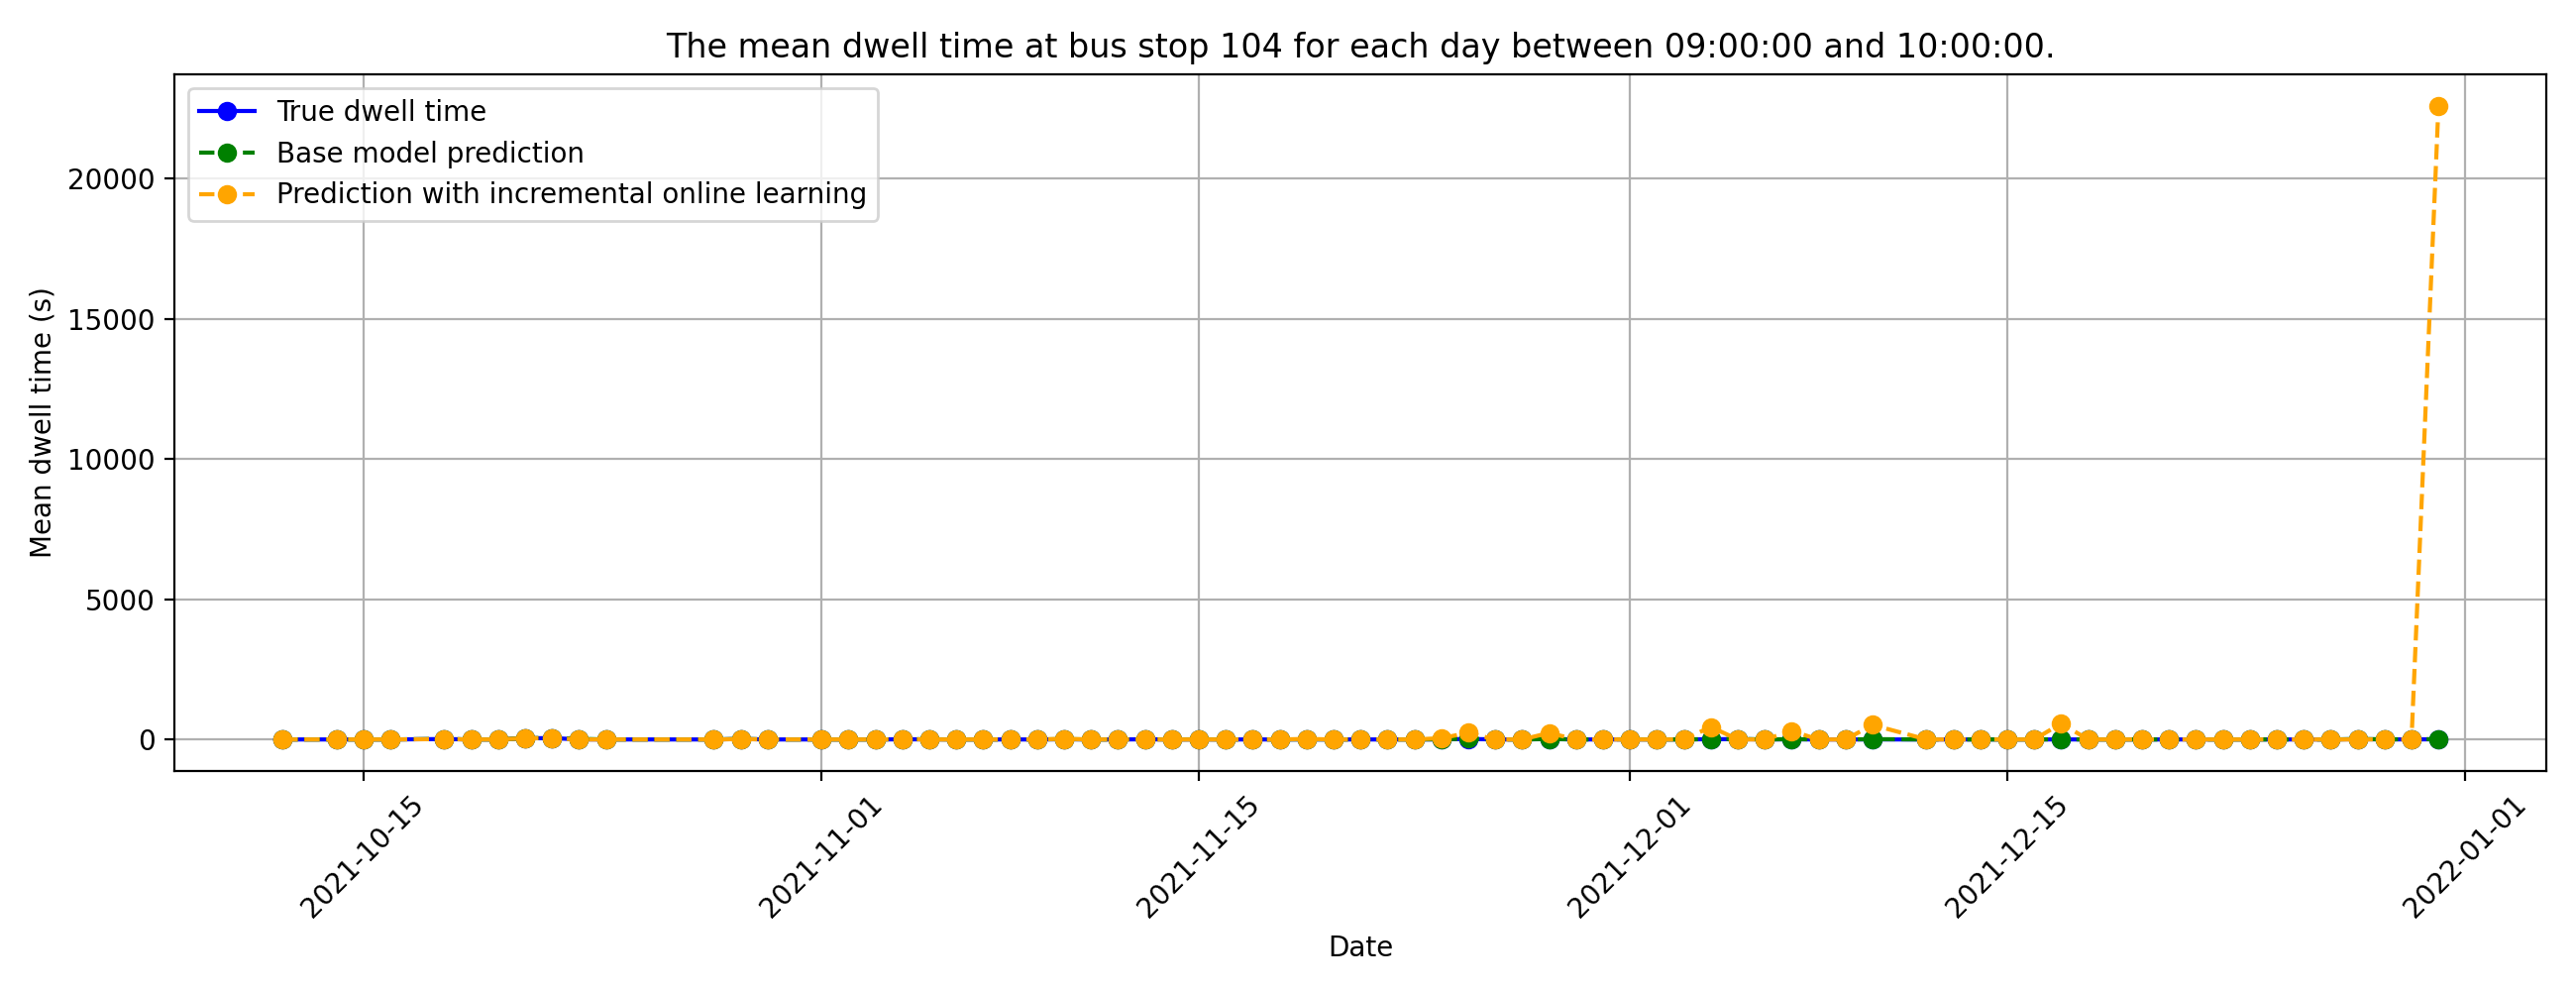 The mean dwell time at bus stop 104 for each day between 09:00:00 and 10:00:00.
True dwell time
Base model prediction
Prediction with incremental online learning
Mean dwell time (s)
20000
15000
10000
5000
0
2021-10-15
2021-11-01
2021-11-15
2021-12-01
2021-12-15
2022-01-01
Date